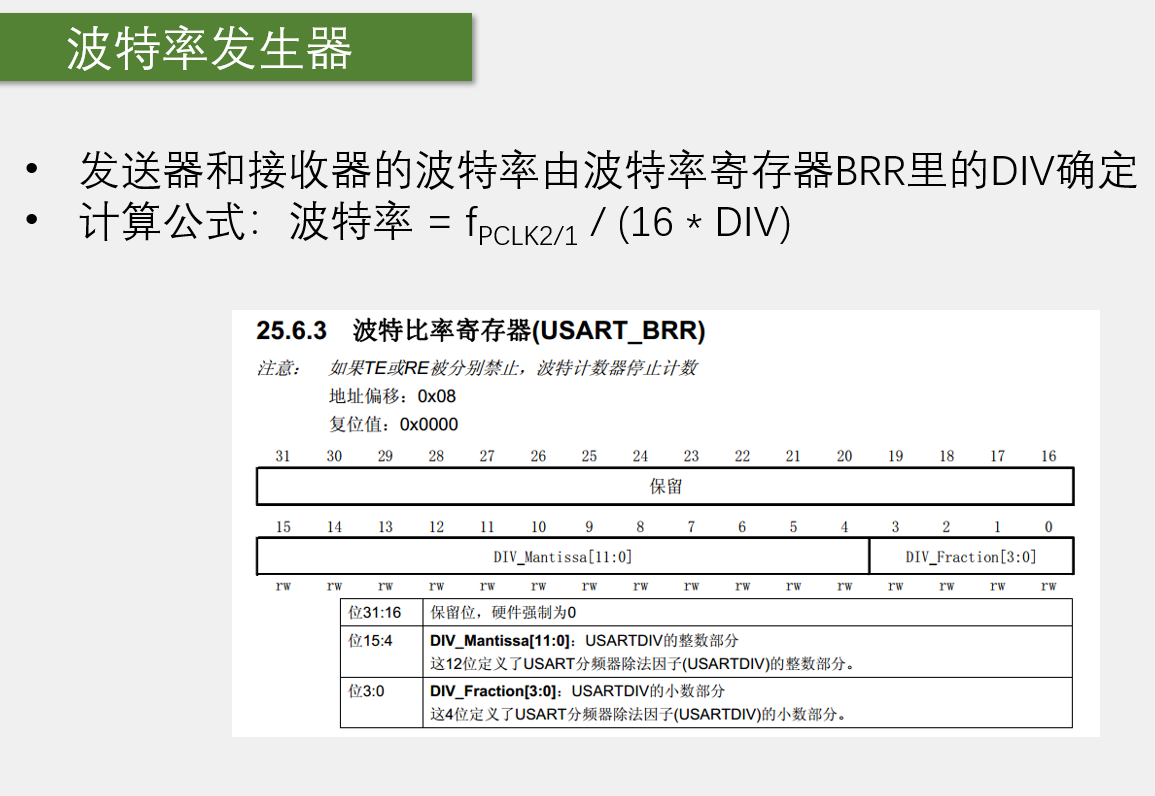 波特率发生器
• 发送器和接收器的波特率由波特率寄存器BRR里的DIV确定
• 计算公式：波特率 = fPCLK2/1 / (16 * DIV)
25.6.3 波特比率寄存器(USART_BRR)
注意： 如果TE或RE被分别禁止，波特计数器停止计数
地址偏移：0x08
复位值：0x0000
31 30 29 28 27 26 25 24 23 22 21 20 19 18 17 16
保留
15 14 13 12 11 10 9 8 7 6 5 4 3 2 1 0
DIV_Mantissa[11:0] DIV_Fraction[3:0]
rw rw rw rw rw rw rw rw rw rw rw rw rw rw rw rw
位31:16 保留位，硬件强制为0
位15:4 DIV_Mantissa[11:0]：USARTDIV的整数部分
这12位定义了USART分频器除法因子(USARTDIV)的整数部分。
位3:0 DIV_Fraction[3:0]：USARTDIV的小数部分
这4位定义了USART分频器除法因子(USARTDIV)的小数部分。